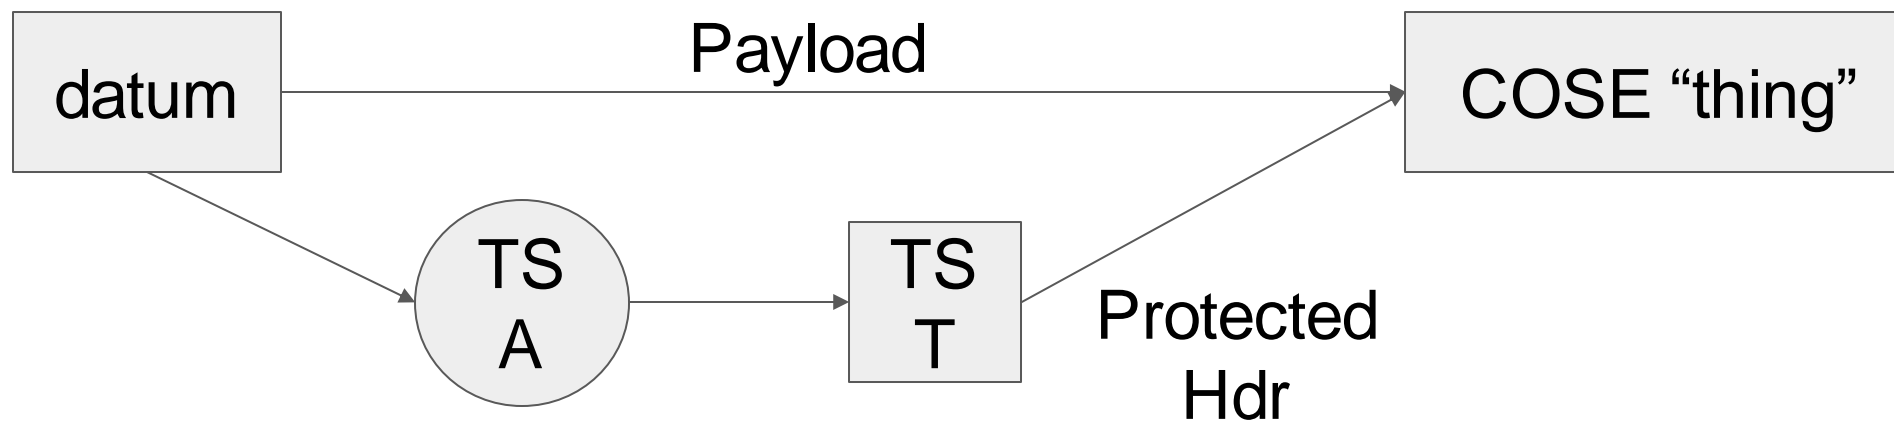 datum
Payload
COSE “thing”
TS
A
TS
T
Protected
Hdr